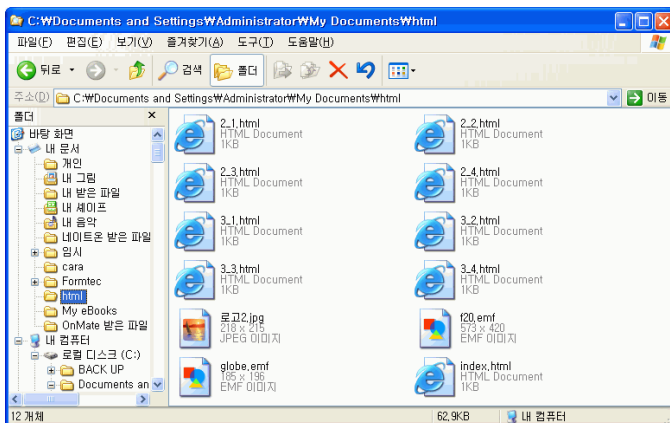 C:₩Documents and Settings₩Administrator₩My Documents₩html
파일(F) 편집(E) 보기(V) 즐겨찾기(A) 도구(T) 도움말(H)
뒤로 검색 폴더
주소(D) C:₩Documents and Settings₩Administrator₩My Documents₩html 이동
폴더
바탕 화면
내 문서
개인
내 그림
내 받은 파일
내 셰이프
내 음악
네이트온 받은 파일
임시
cara
Formtec
html
My eBooks
OnMate 받은 파일
내 컴퓨터
로컬 디스크 (C:)
BACK UP
Documents an
2_1.html
HTML Document
1KB
2_2.html
HTML Document
1KB
2_3.html
HTML Document
1KB
2_4.html
HTML Document
1KB
3_1.html
HTML Document
1KB
3_2.html
HTML Document
1KB
3_3.html
HTML Document
1KB
3_4.html
HTML Document
1KB
로고2.jpg
218 x 215
JPEG 이미지
f20.emf
573 x 420
EMF 이미지
globe.emf
185 x 196
EMF 이미지
index.html
HTML Document
1KB
12 개체 62.9KB 내 컴퓨터